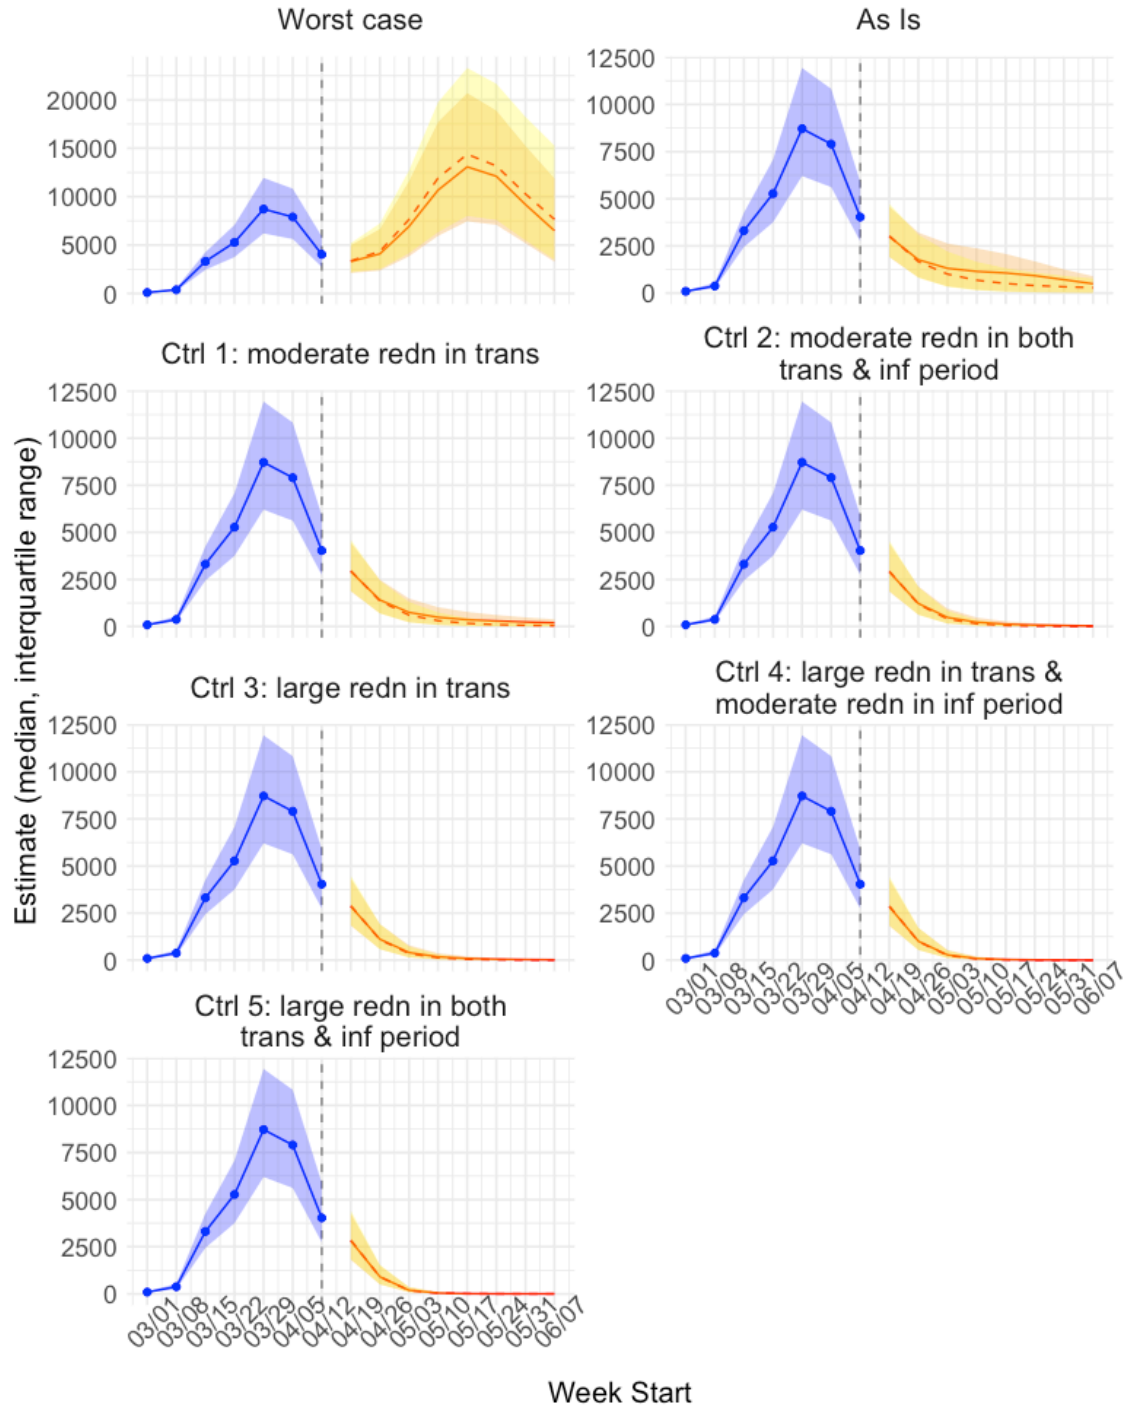 Worst case
As Is
20000
15000
10000
5000
0
12500
10000
7500
5000
2500
0
Ctrl 1: moderate redn in trans
Ctrl 2: moderate redn in both
trans & inf period
12500
10000
7500
5000
2500
0
12500
10000
7500
5000
2500
0
Estimate (median, interquartile range)
Ctrl 3: large redn in trans
Ctrl 4: large redn in trans &
moderate redn in inf period
12500
10000
7500
5000
2500
0
12500
10000
7500
5000
2500
0
03/01 03/08 03/15 03/22 03/29 04/05 04/12 04/19 04/26 05/03 05/10 05/17 05/24 05/31 06/07
Ctrl 5: large redn in both
trans & inf period
12500
10000
7500
5000
2500
0
03/01 03/08 03/15 03/22 03/29 04/05 04/12 04/19 04/26 05/03 05/10 05/17 05/24 05/31 06/07
Week Start